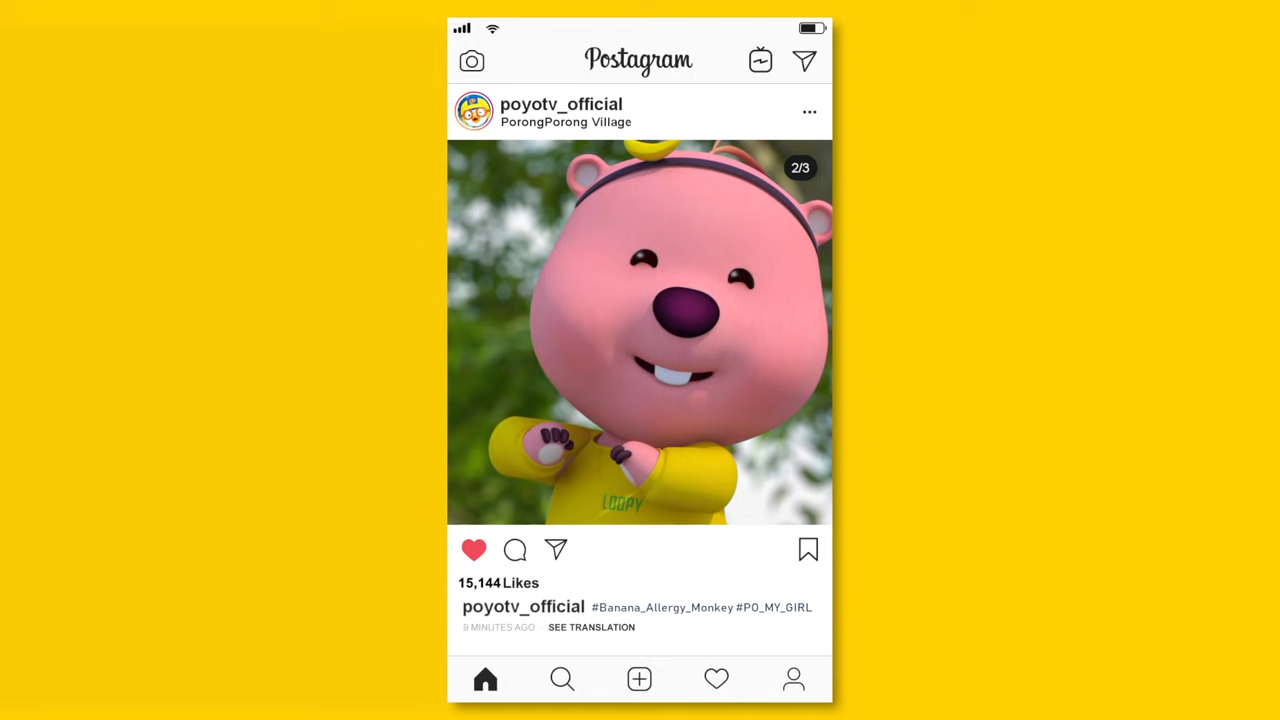 Postagram
poyotv_official
PorongPorong Village
2/3
LOOPY
15,144 Likes
poyotv_official #Banana_Allergy_Monkey #PO_MY_GIRL
9 MINUTES AGO · SEE TRANSLATION